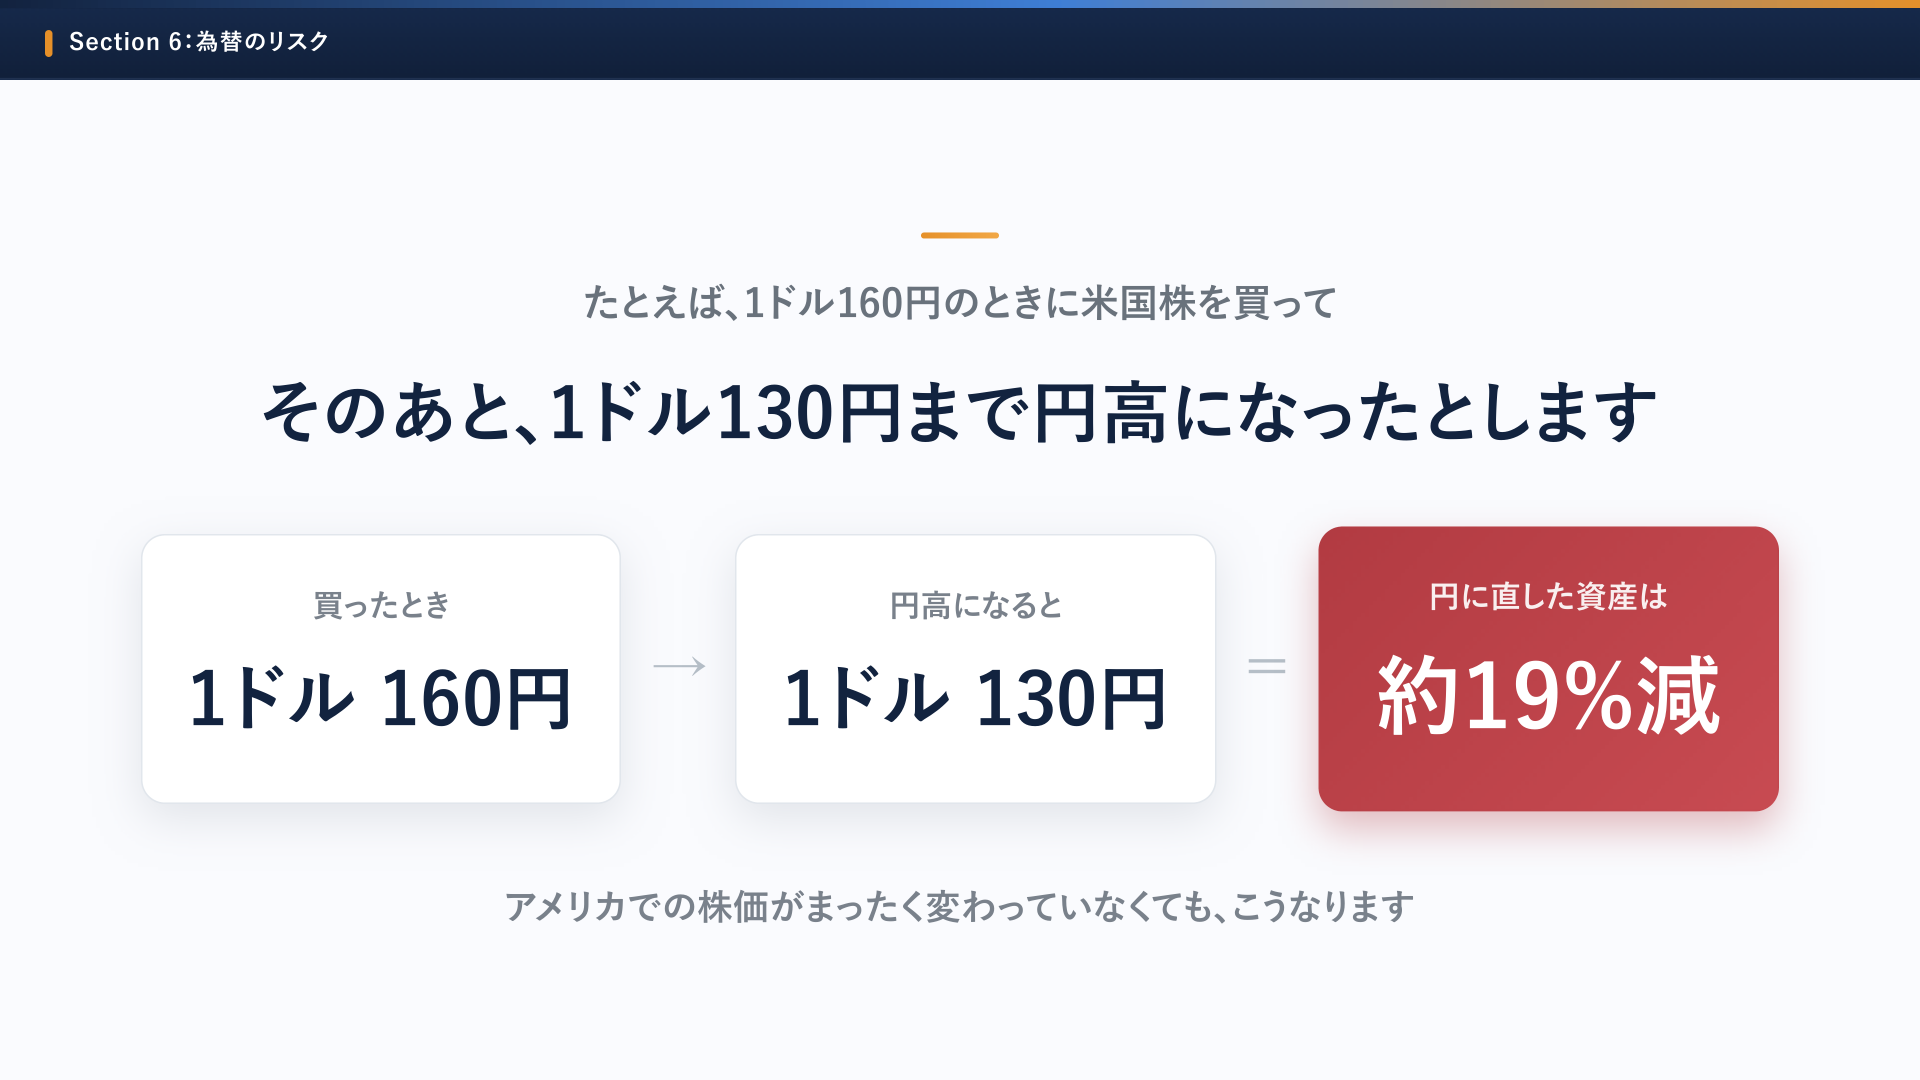 Section 6：為替のリスク
たとえば、1ドル160円のときに米国株を買って
そのあと、1ドル130円まで円高になったとします
買ったとき
1ドル 160円
→
円高になると
1ドル 130円
＝
円に直した資産は
約19%減
アメリカでの株価がまったく変わっていなくても、こうなります